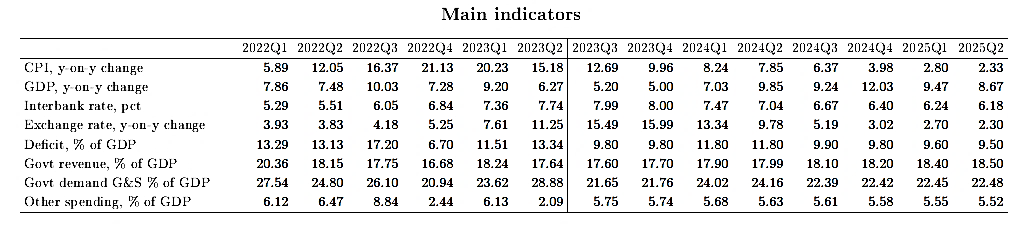 Main indicators
2022Q1 2022Q2 2022Q3 2022Q4 2023Q1 2023Q2 2023Q3 2023Q4 2024Q1 2024Q2 2024Q3 2024Q4 2025Q1 2025Q2
CPI, y-on-y change 5.89 12.05 16.37 21.13 20.23 15.18 12.69 9.96 8.24 7.85 6.37 3.98 2.80 2.33
GDP, y-on-y change 7.86 7.48 10.03 7.28 9.20 6.27 5.20 5.00 7.03 9.85 9.24 12.03 9.47 8.67
Interbank rate, pct 5.29 5.51 6.05 6.84 7.36 7.74 7.99 8.00 7.47 7.04 6.67 6.40 6.24 6.18
Exchange rate, y-on-y change 3.93 3.83 4.18 5.25 7.61 11.25 15.49 15.99 13.34 9.78 5.19 3.02 2.70 2.30
Deficit, % of GDP 13.29 13.13 17.20 6.70 11.51 13.34 9.80 9.80 11.80 11.80 9.90 9.80 9.60 9.50
Govt revenue, % of GDP 20.36 18.15 17.75 16.68 18.24 17.64 17.60 17.70 17.90 17.99 18.10 18.20 18.40 18.50
Govt demand G&S % of GDP 27.54 24.80 26.10 20.94 23.62 28.88 21.65 21.76 24.02 24.16 22.39 22.42 22.45 22.48
Other spending, % of GDP 6.12 6.47 8.84 2.44 6.13 2.09 5.75 5.74 5.68 5.63 5.61 5.58 5.55 5.52